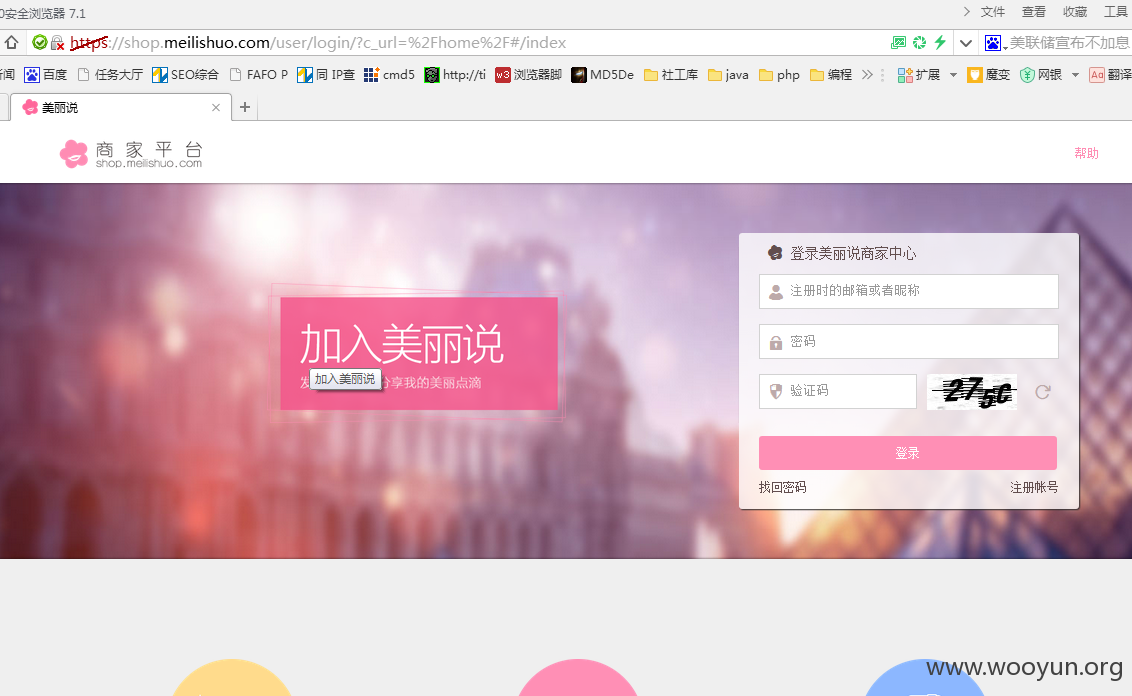 0安全浏览器 7.1
文件 查看 收藏 工具
https://shop.meilishuo.com/user/login/?c_url=%2Fhome%2F#/index
美联储宣布不加息
新闻 百度 任务大厅 SEO综合 FAFO P 同 IP查 cmd5 http://ti 浏览器脚 MD5De 社工库 java php 编程 扩展 魔变 网银 翻译
美丽说
商家平台
shop.meilishuo.com
帮助
登录美丽说商家中心
注册时的邮箱或者昵称
加入美丽说
密码
加入美丽说
分享我的美丽点滴
验证码
275C
登录
找回密码 注册帐号
www.wooyun.org